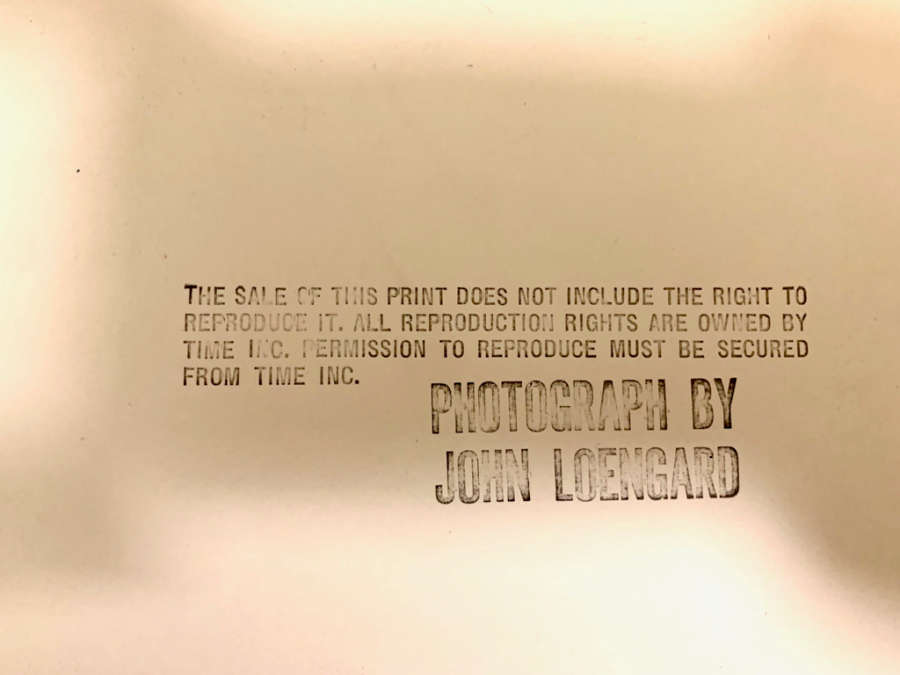 THE SALE OF THIS PRINT DOES NOT INCLUDE THE RIGHT TO
REPRODUCE IT. ALL REPRODUCTION RIGHTS ARE OWNED BY
TIME INC. PERMISSION TO REPRODUCE MUST BE SECURED
FROM TIME INC.
PHOTOGRAPH BY
JOHN LOENGARD